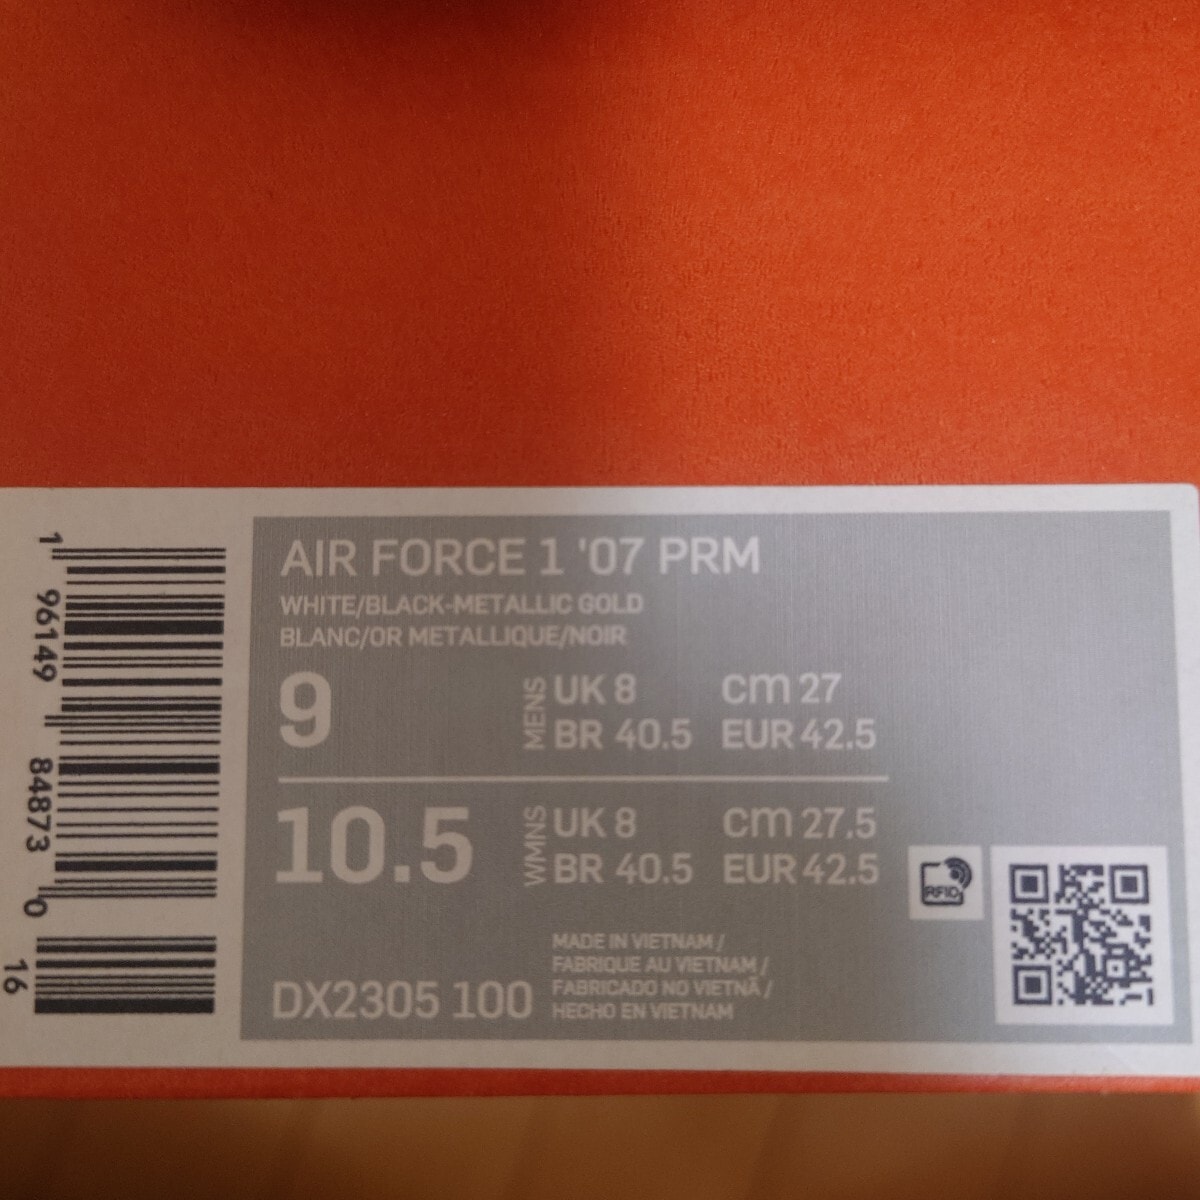 AIR FORCE 1 '07 PRM
WHITE/BLACK-METALLIC GOLD
BLANC/OR METALLIQUE/NOIR
9 MENS UK 8 cm 27
BR 40.5 EUR 42.5
10.5 WMNS UK 8 cm 27.5
BR 40.5 EUR 42.5
DX2305 100
MADE IN VIETNAM /
FABRIQUE AU VIETNAM /
FABRICADO NO VIETNÃ /
HECHO EN VIETNAM
RFID
1 96149 84873 0
16